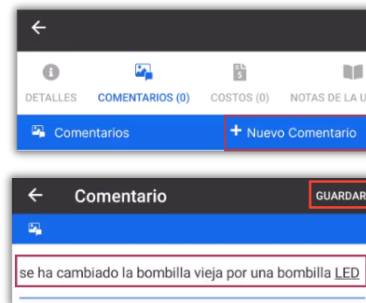 DETALLES COMENTARIOS (0) COSTOS (0) NOTAS DE LA
Comentarios + Nuevo Comentario
Comentario GUARDAR
se ha cambiado la bombilla vieja por una bombilla LED